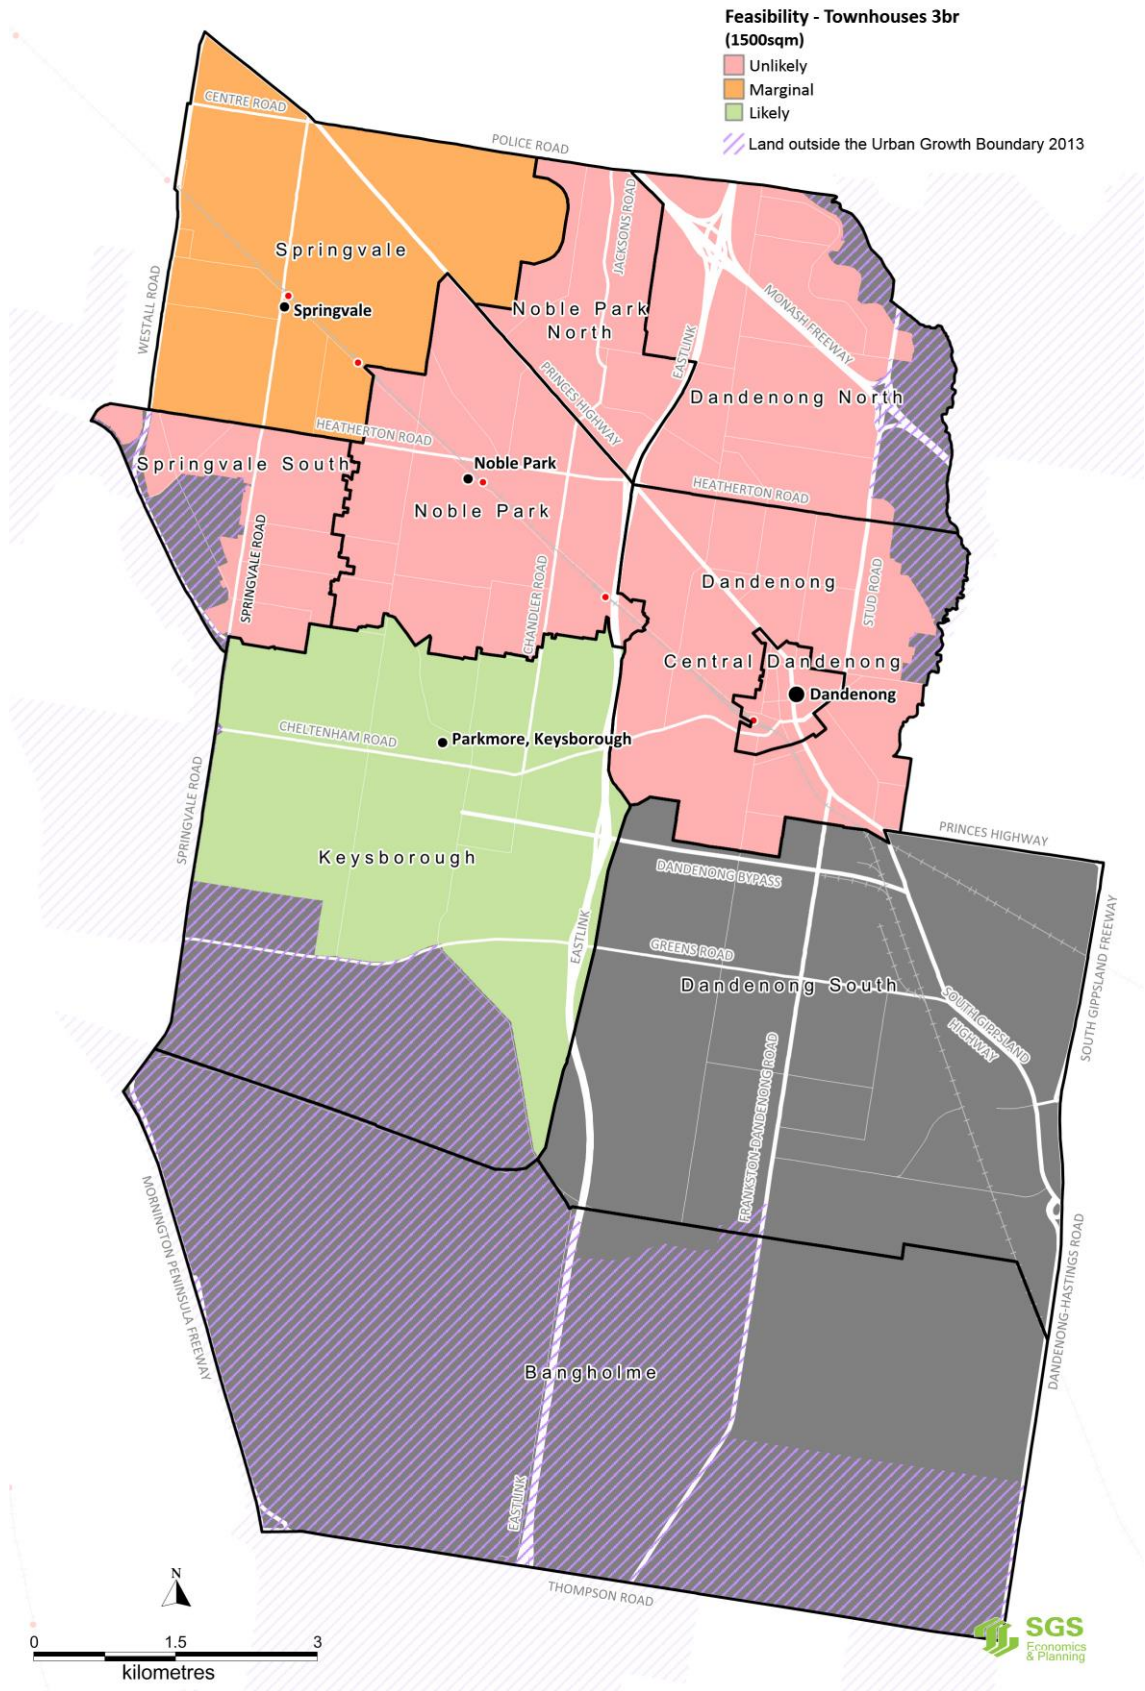 Feasibility - Townhouses 3br
(1500sqm)
Unlikely
Marginal
Likely
Land outside the Urban Growth Boundary 2013
CENTRE ROAD
POLICE ROAD
JACKSONS ROAD
Springvale
WESTALL ROAD
Springvale
Noble Park
North
MONASH FREEWAY
EASTLINK
PRINCES HIGHWAY
Dandenong North
HEATHERTON ROAD
Springvale South
Noble Park
HEATHERTON ROAD
Noble Park
SPRINGVALE ROAD
CHANDLER ROAD
Dandenong
STUD ROAD
Central Dandenong
Dandenong
CHELTENHAM ROAD
Parkmore, Keysborough
SPRINGVALE ROAD
PRINCES HIGHWAY
Keysborough
DANDENONG BYPASS
EASTLINK
GREENS ROAD
SOUTH GIPPSLAND FREEWAY
Dandenong South
SOUTH GIPPSLAND
HIGHWAY
FRANKSTON-DANDENONG ROAD
MORNINGTON PENINSULA FREEWAY
DANDENONG-HASTINGS ROAD
Bangholme
EASTLINK
THOMPSON ROAD
N
0 1.5 3
kilometres
SGS
Economics
& Planning